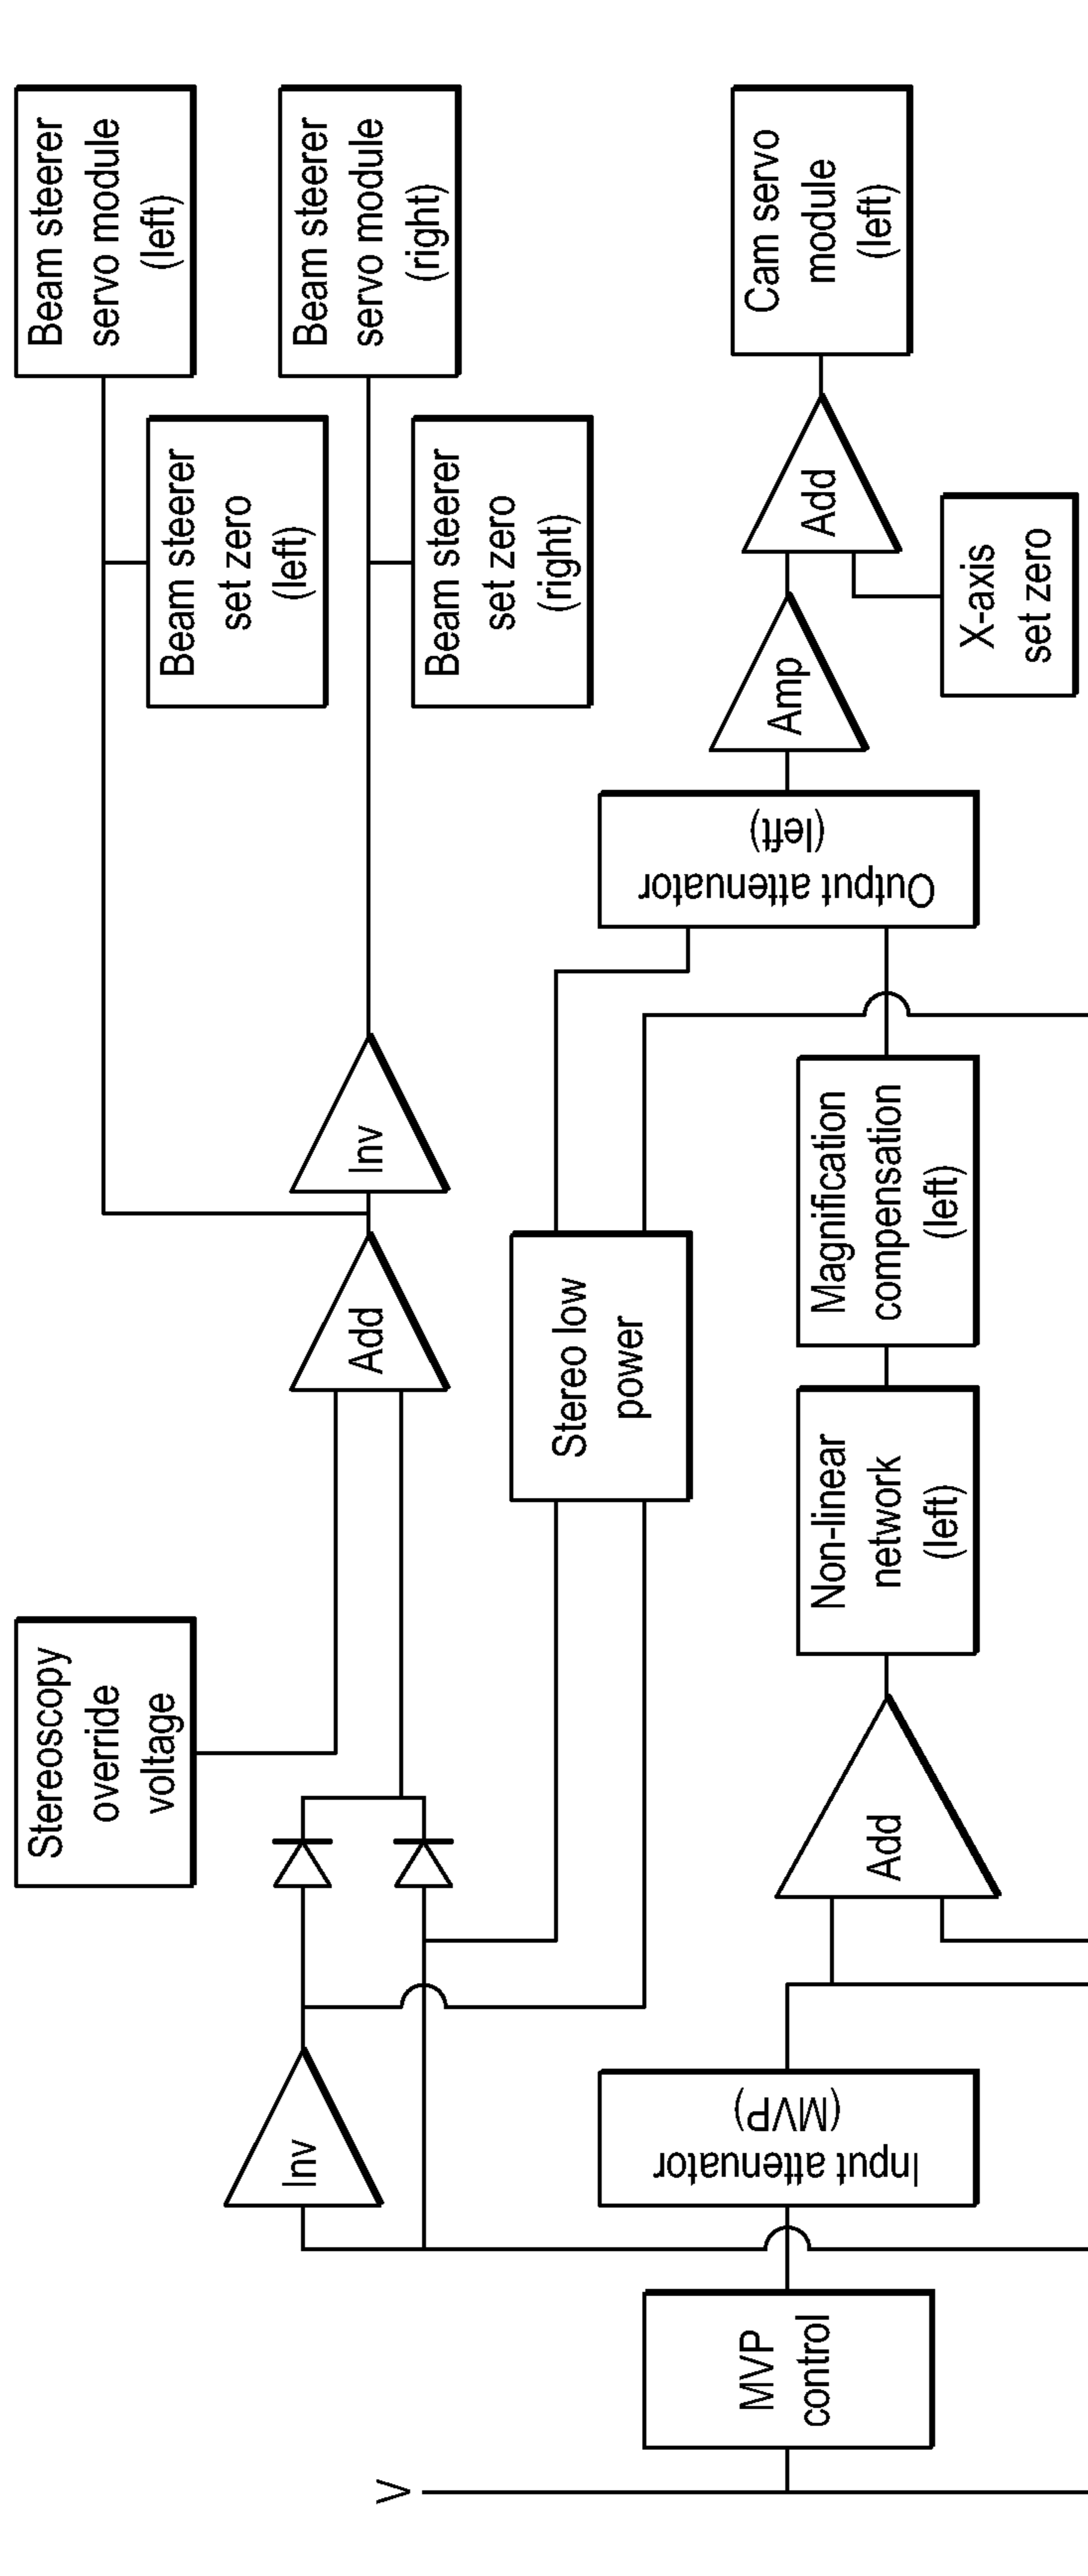 Beam steerer
servo module
(left)
Beam steerer
set zero
(left)
Stereoscopy
override
voltage
Beam steerer
servo module
(right)
Beam steerer
set zero
(right)
Inv
Add
Inv
V
Stereo low
power
Cam servo
module
(left)
Add
X-axis
set zero
Amp
Output attenuator
(left)
Magnification
compensation
(left)
Non-linear
network
(left)
Add
Input attenuator
(MVP)
MVP
control